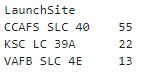 LaunchSite
CCAFS SLC 40    55
KSC LC 39A      22
VAFB SLC 4E     13